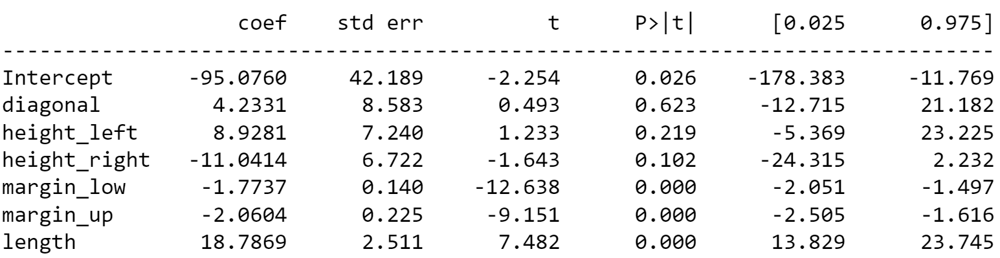 coef std err t P>|t| [0.025 0.975]
--------------------------------------------------------------------------------
Intercept -95.0760 42.189 -2.254 0.026 -178.383 -11.769
diagonal 4.2331 8.583 0.493 0.623 -12.715 21.182
height_left 8.9281 7.240 1.233 0.219 -5.369 23.225
height_right -11.0414 6.722 -1.643 0.102 -24.315 2.232
margin_low -1.7737 0.140 -12.638 0.000 -2.051 -1.497
margin_up -2.0604 0.225 -9.151 0.000 -2.505 -1.616
length 18.7869 2.511 7.482 0.000 13.829 23.745